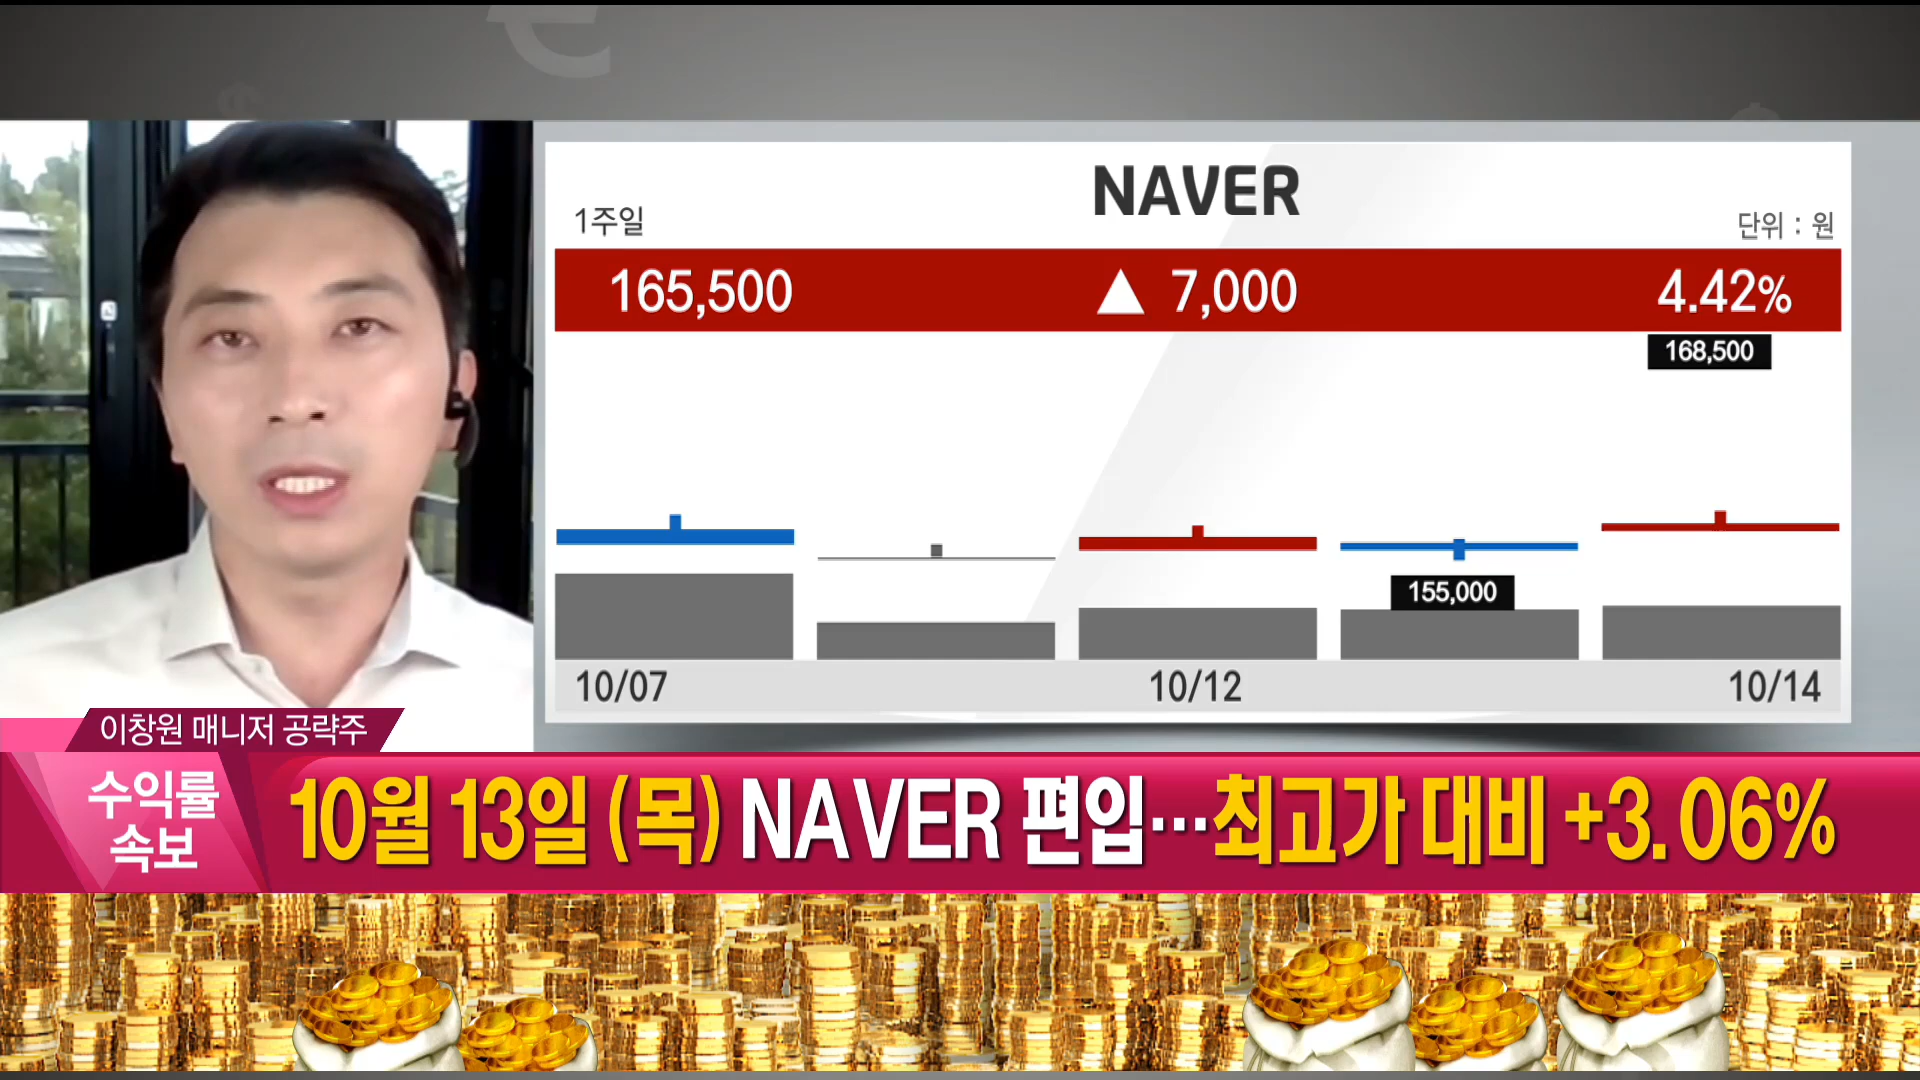 NAVER
1주일
단위 : 원
165,500 ▲ 7,000 4.42%
168,500
155,000
10/07 10/12 10/14
이창원 매니저 공략주
수익률
속보
10월 13일 (목) NAVER 편입…최고가 대비 +3.06%